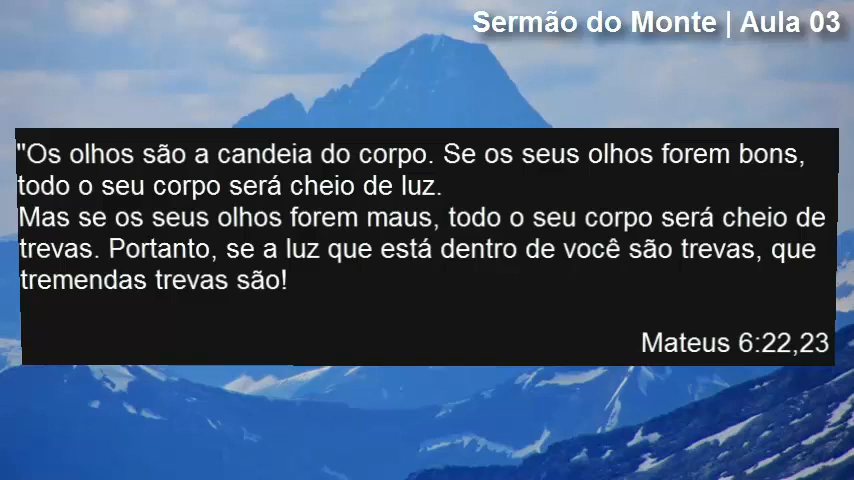 Sermão do Monte | Aula 03
"Os olhos são a candeia do corpo. Se os seus olhos forem bons,
todo o seu corpo será cheio de luz.
Mas se os seus olhos forem maus, todo o seu corpo será cheio de
trevas. Portanto, se a luz que está dentro de você são trevas, que
tremendas trevas são!
Mateus 6:22,23